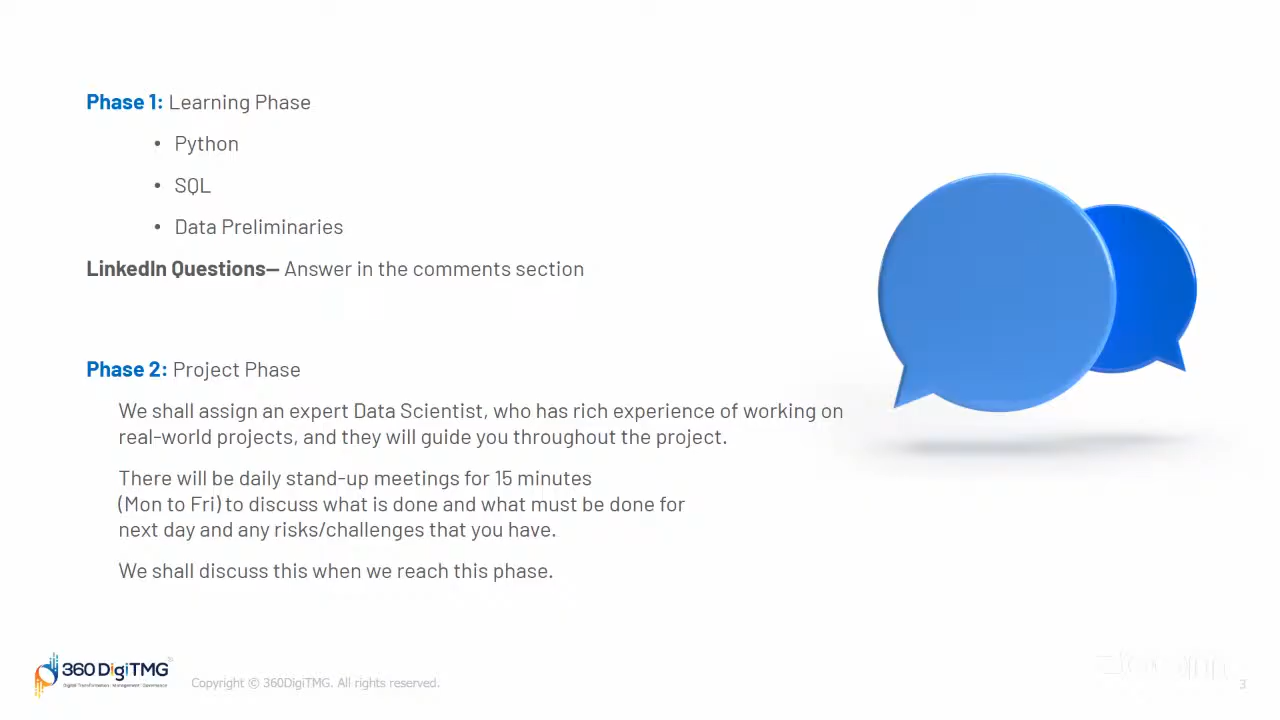 Phase 1: Learning Phase
• Python
• SQL
• Data Preliminaries
LinkedIn Questions— Answer in the comments section
Phase 2: Project Phase
We shall assign an expert Data Scientist, who has rich experience of working on
real-world projects, and they will guide you throughout the project.
There will be daily stand-up meetings for 15 minutes
(Mon to Fri) to discuss what is done and what must be done for
next day and any risks/challenges that you have.
We shall discuss this when we reach this phase.
360DigiTMG
Digital Transformation . Management . Governance
Copyright © 360DigiTMG. All rights reserved.
3